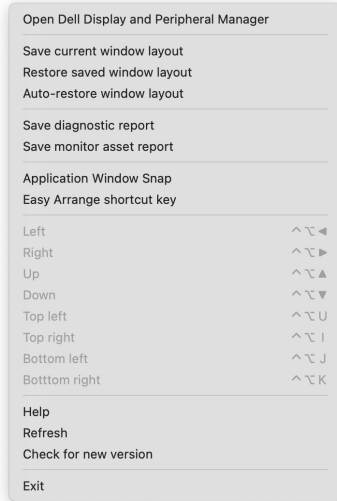 Open Dell Display and Peripheral Manager
Save current window layout
Restore saved window layout
Auto-restore window layout
Save diagnostic report
Save monitor asset report
Application Window Snap
Easy Arrange shortcut key
Left ^⌥◀
Right ^⌥▶
Up ^⌥▲
Down ^⌥▼
Top left ^⌥U
Top right ^⌥I
Bottom left ^⌥J
Botttom right ^⌥K
Help
Refresh
Check for new version
Exit